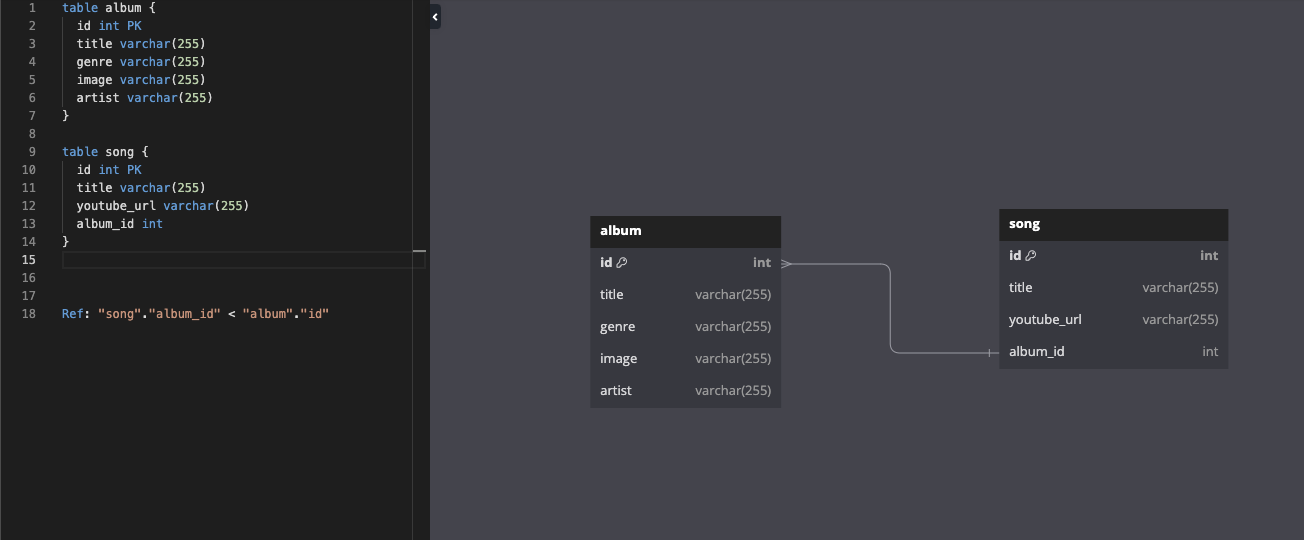 1 table album {
2 id int PK
3 title varchar(255)
4 genre varchar(255)
5 image varchar(255)
6 artist varchar(255)
7 }
8
9 table song {
10 id int PK
11 title varchar(255)
12 youtube_url varchar(255)
13 album_id int
14 }
15
16
17
18 Ref: "song"."album_id" < "album"."id"
album
id int
title varchar(255)
genre varchar(255)
image varchar(255)
artist varchar(255)
song
id int
title varchar(255)
youtube_url varchar(255)
album_id int